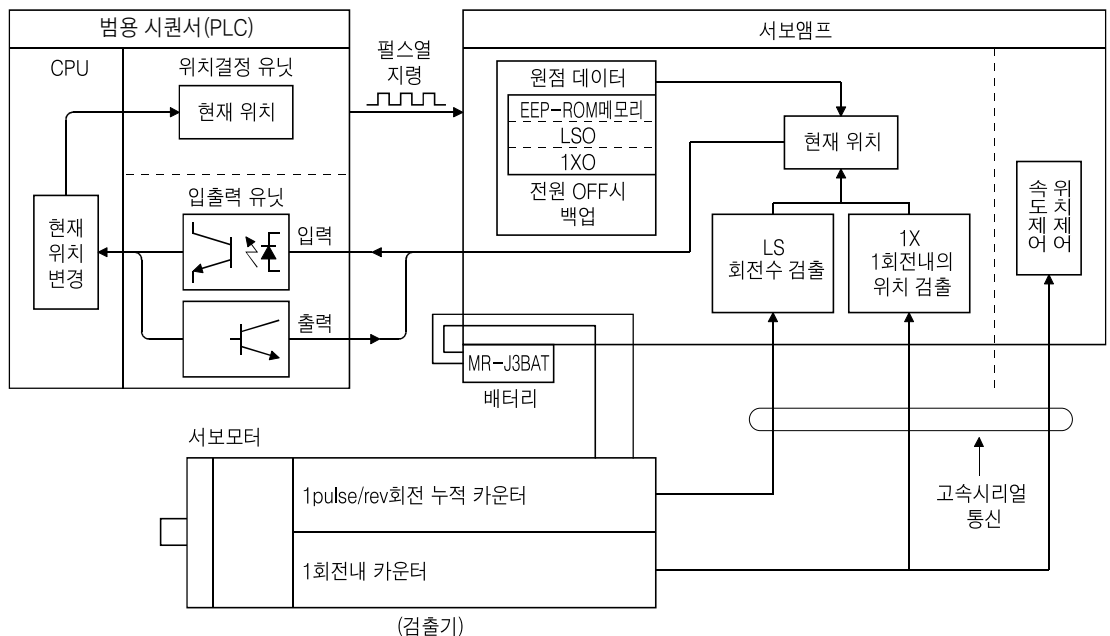 범용 시퀀서(PLC)
CPU
위치결정 유닛
현재 위치
입출력 유닛
현재
위치
변경
입력
출력
펄스열
지령
서보앰프
원점 데이터
EEP-ROM메모리
LSO
1XO
전원 OFF시
백업
현재 위치
LS
회전수 검출
1X
1회전내의
위치 검출
위치제어
속도제어
MR-J3BAT
배터리
서보모터
1pulse/rev회전 누적 카운터
1회전내 카운터
(검출기)
고속시리얼
통신